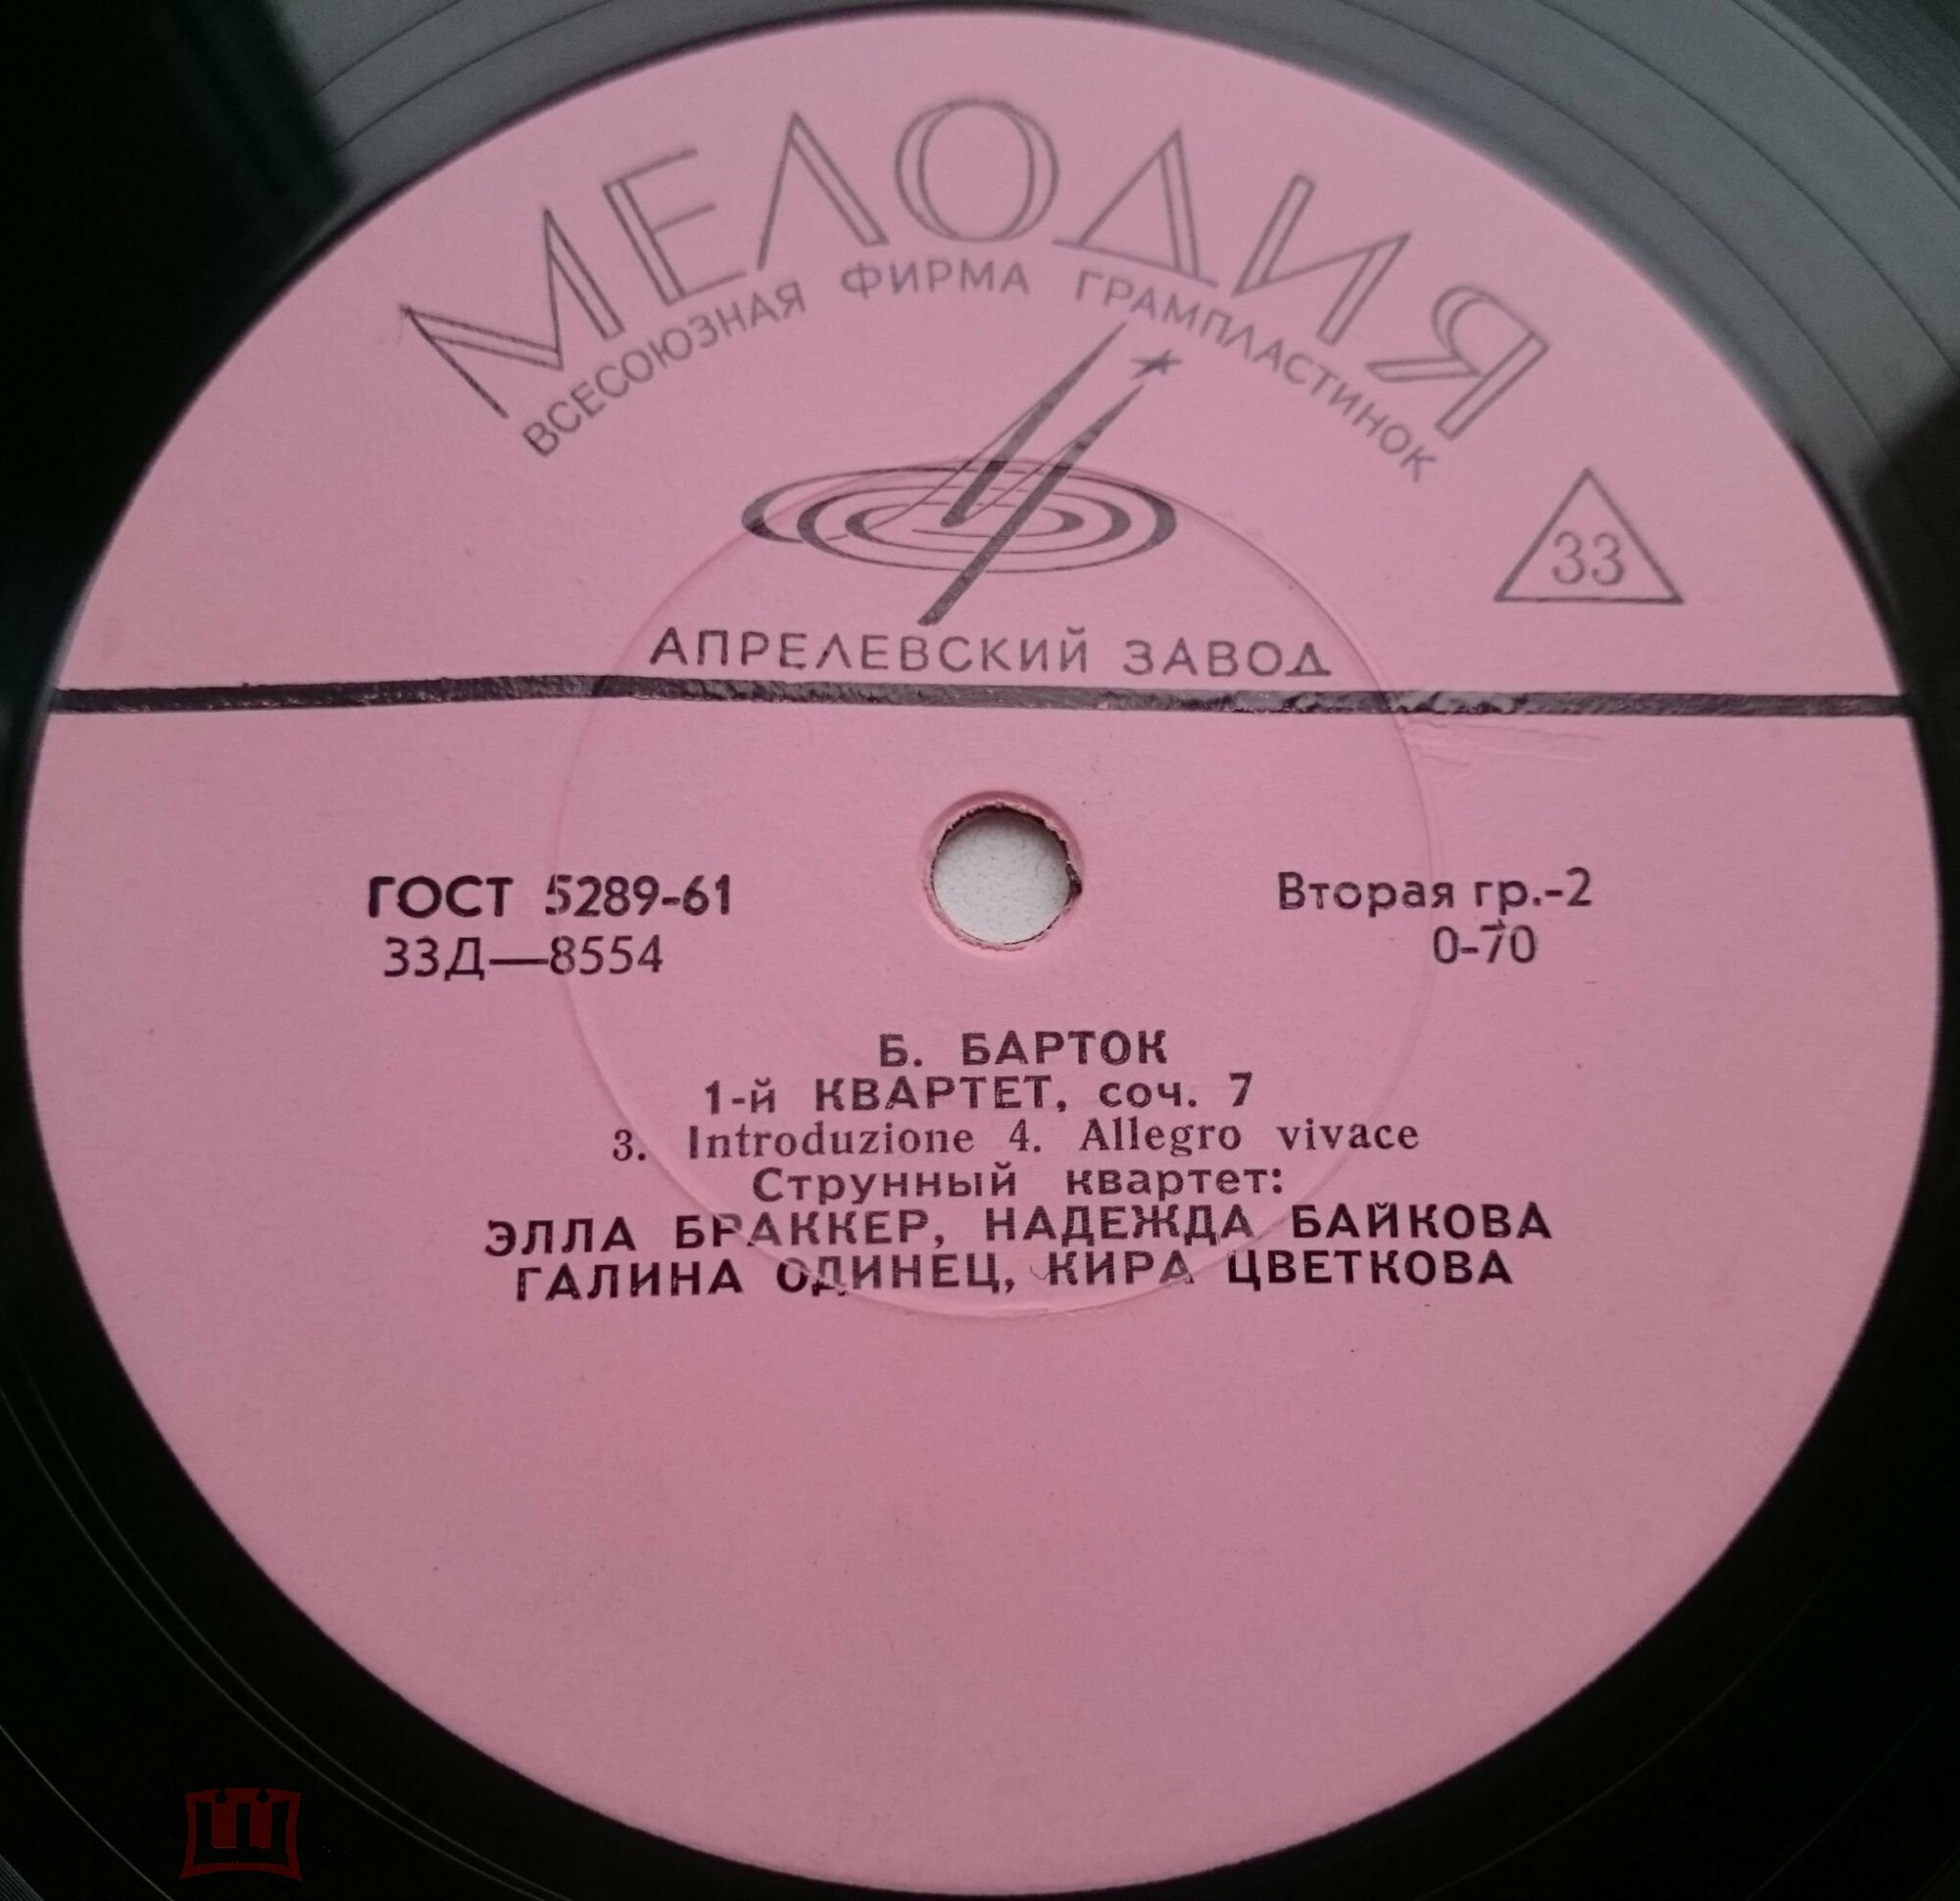 МЕЛОДИЯ
ВСЕСОЮЗНАЯ ФИРМА ГРАМПЛАСТИНОК
33
АПРЕЛЕВСКИЙ ЗАВОД
ГОСТ 5289-61
33Д—8554
Вторая гр.-2
0-70
Б. БАРТОК
1-й КВАРТЕТ, соч. 7
3. Introduzione 4. Allegro vivace
Струнный квартет:
ЭЛЛА БРАККЕР, НАДЕЖДА БАЙКОВА
ГАЛИНА ОДИНЕЦ, КИРА ЦВЕТКОВА